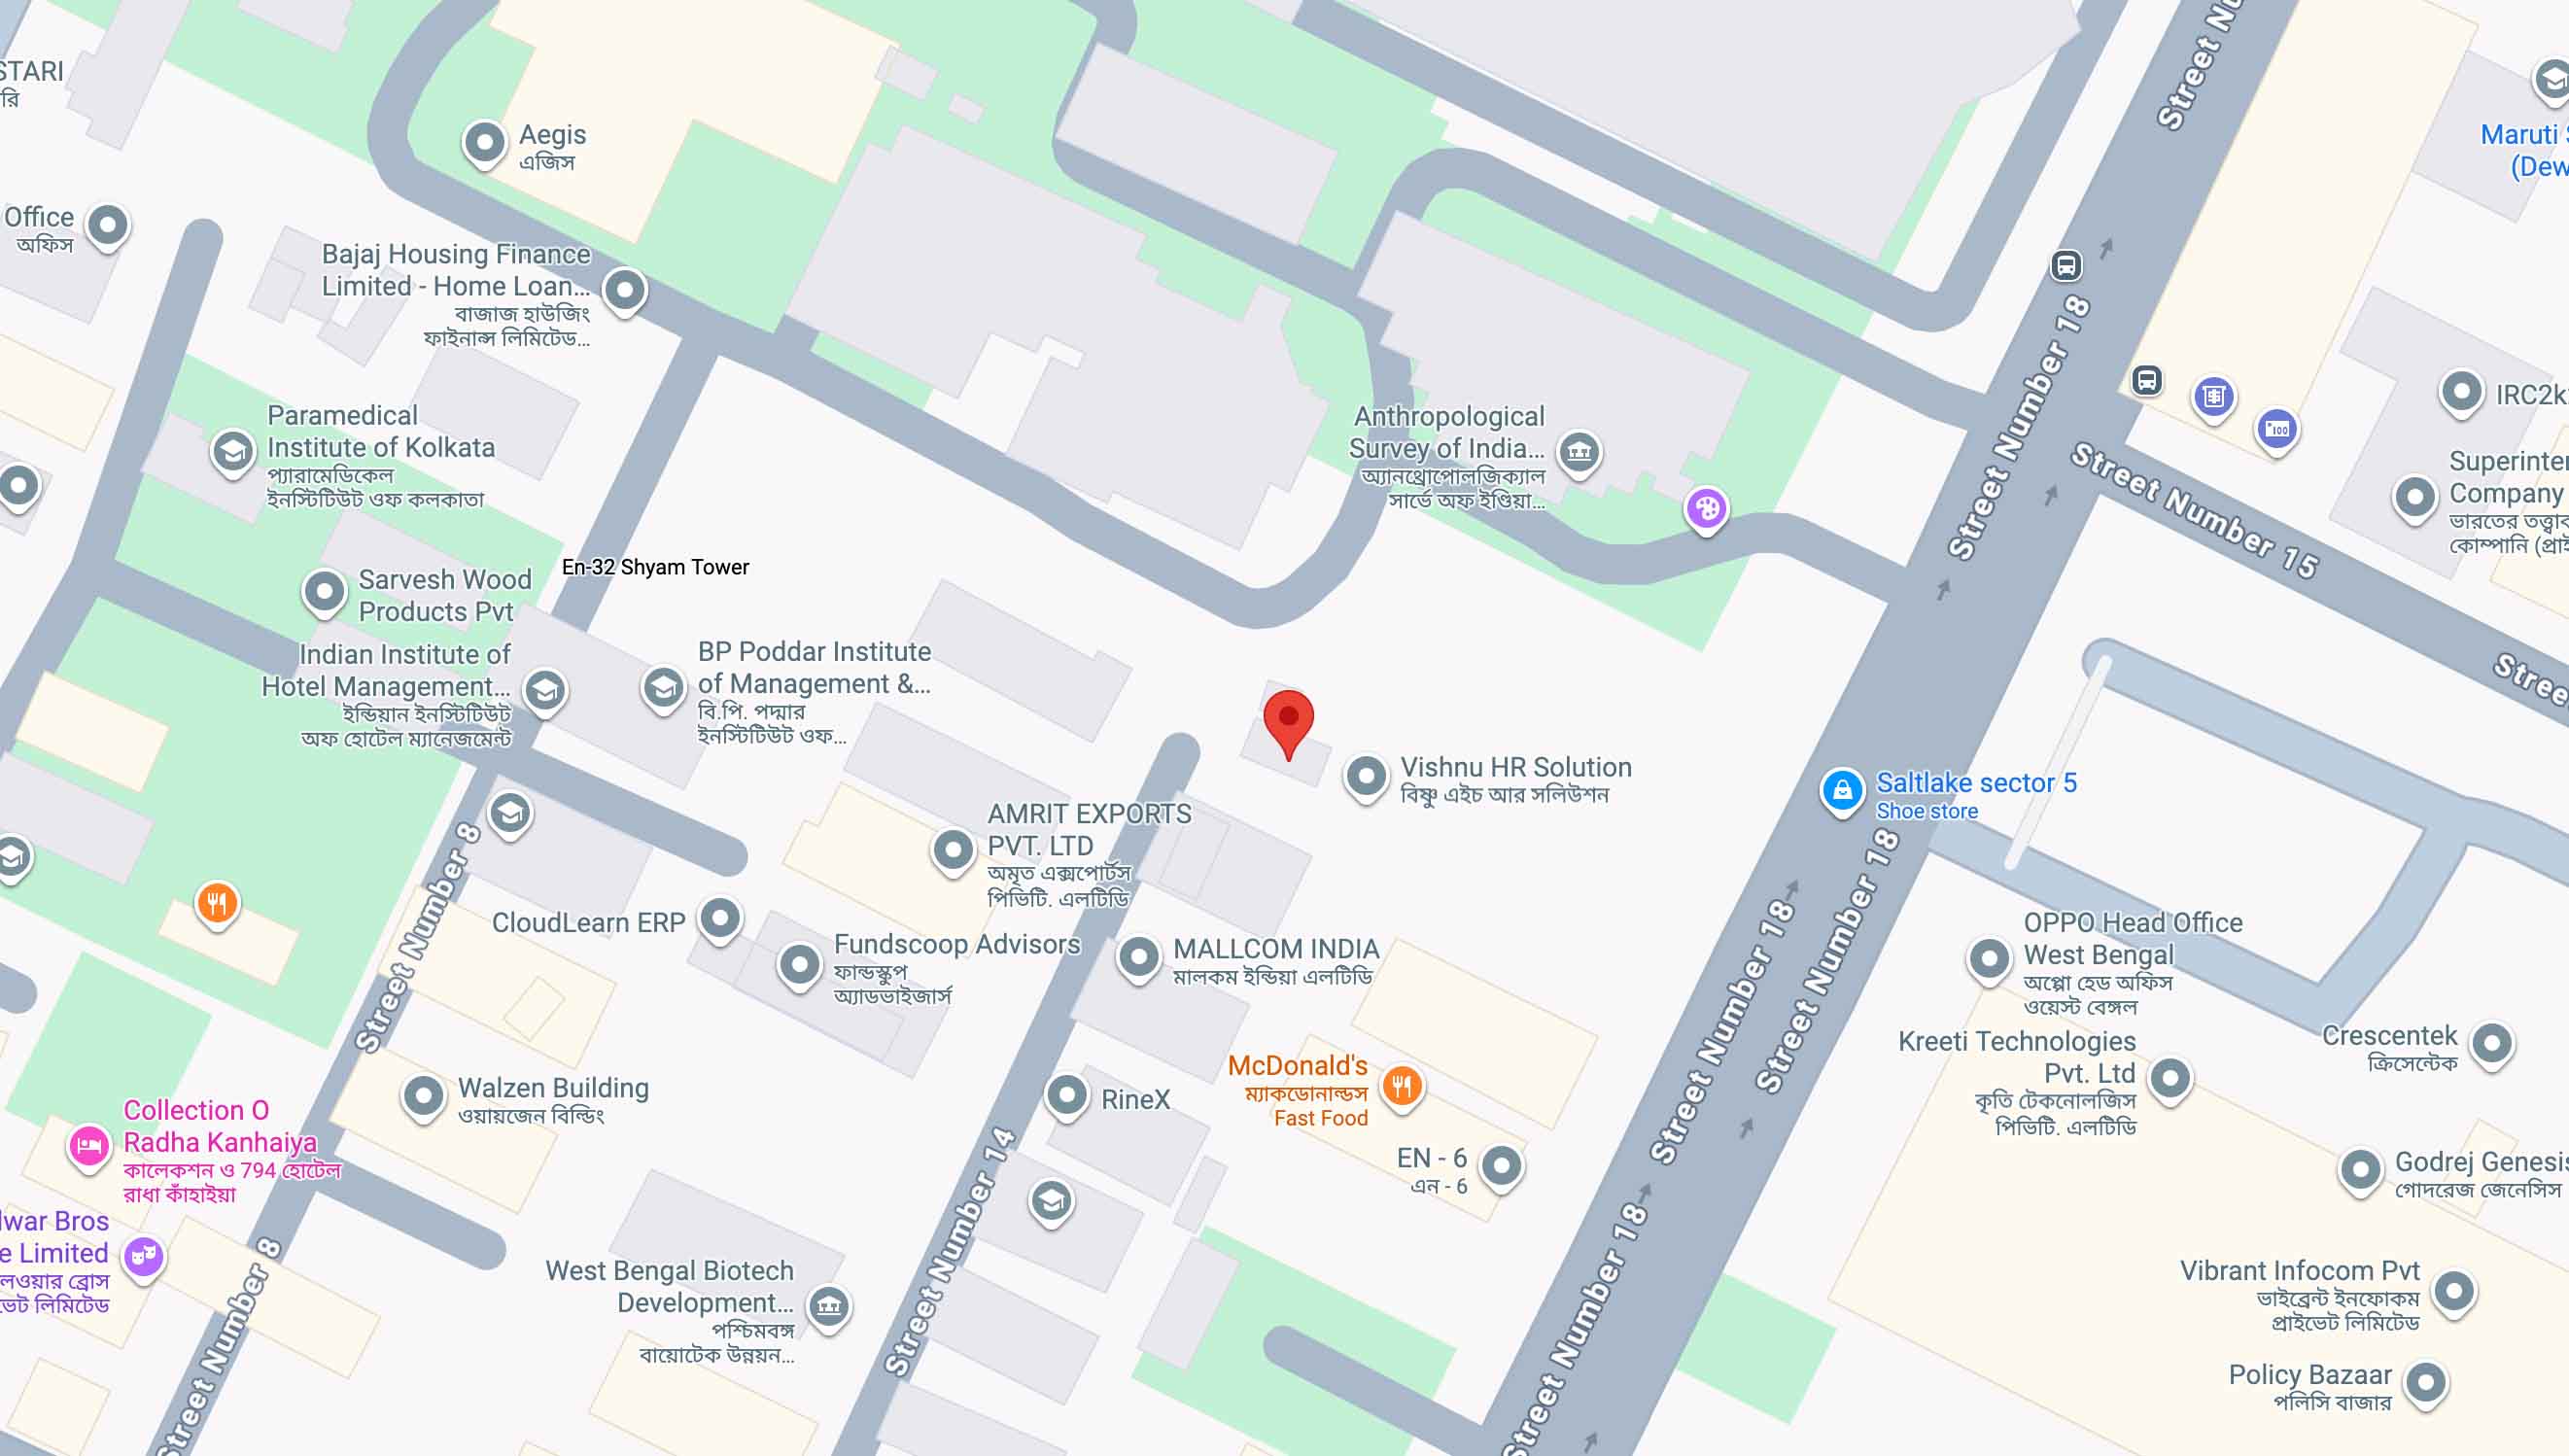 STARI
রি
Aegis
এজিস
Office
অফিস
Bajaj Housing Finance
Limited - Home Loan...
বাজাজ হাউজিং
ফাইনান্স লিমিটেড...
Maruti
(Dew
Street Number 18
IRC2k
Paramedical
Institute of Kolkata
প্যারামেডিকেল
ইনস্টিটিউট ওফ কলকাতা
Anthropological
Survey of India...
অ্যানথ্রোপোলজিক্যাল
সার্ভে অফ ইণ্ডিয়া...
Street Number 15
Superinter
Company
ভারতের তত্ত্বাব
কোম্পানি (প্রাই
En-32 Shyam Tower
Sarvesh Wood
Products Pvt
Indian Institute of
Hotel Management...
ইন্ডিয়ান ইনস্টিটিউট
অফ হোটেল ম্যানেজমেন্ট
BP Poddar Institute
of Management &...
বি.পি. পদ্মার
ইনস্টিটিউট ওফ...
Stree
Vishnu HR Solution
বিষ্ণু এইচ আর সলিউশন
Saltlake sector 5
Shoe store
AMRIT EXPORTS
PVT. LTD
অমৃত এক্সপোর্টস
পিভিটি. এলটিডি
Street Number 8
Street Number 18
Street Number 18
CloudLearn ERP
Fundscoop Advisors
ফান্ডস্কুপ
অ্যাডভাইজার্স
MALLCOM INDIA
মালকম ইন্ডিয়া এলটিডি
OPPO Head Office
West Bengal
অপ্পো হেড অফিস
ওয়েস্ট বেঙ্গল
Kreeti Technologies
Pvt. Ltd
কৃতি টেকনোলজিস
পিভিটি. এলটিডি
Crescentek
ক্রিসেন্টেক
Walzen Building
ওয়ায়জেন বিল্ডিং
RineX
McDonald's
ম্যাকডোনাল্ডস
Fast Food
EN - 6
এন - 6
Collection O
Radha Kanhaiya
কালেকশন ও 794 হোটেল
রাধা কাঁহাইয়া
Godrej Genesis
গোদরেজ জেনেসিস
lwar Bros
e Limited
লওয়ার ব্রোস
ভেট লিমিটেড
Street Number 8
West Bengal Biotech
Development...
পশ্চিমবঙ্গ
বায়োটেক উন্নয়ন...
Street Number 14
Street Number 18
Vibrant Infocom Pvt
ভাইব্রেন্ট ইনফোকম
প্রাইভেট লিমিটেড
Policy Bazaar
পলিসি বাজার